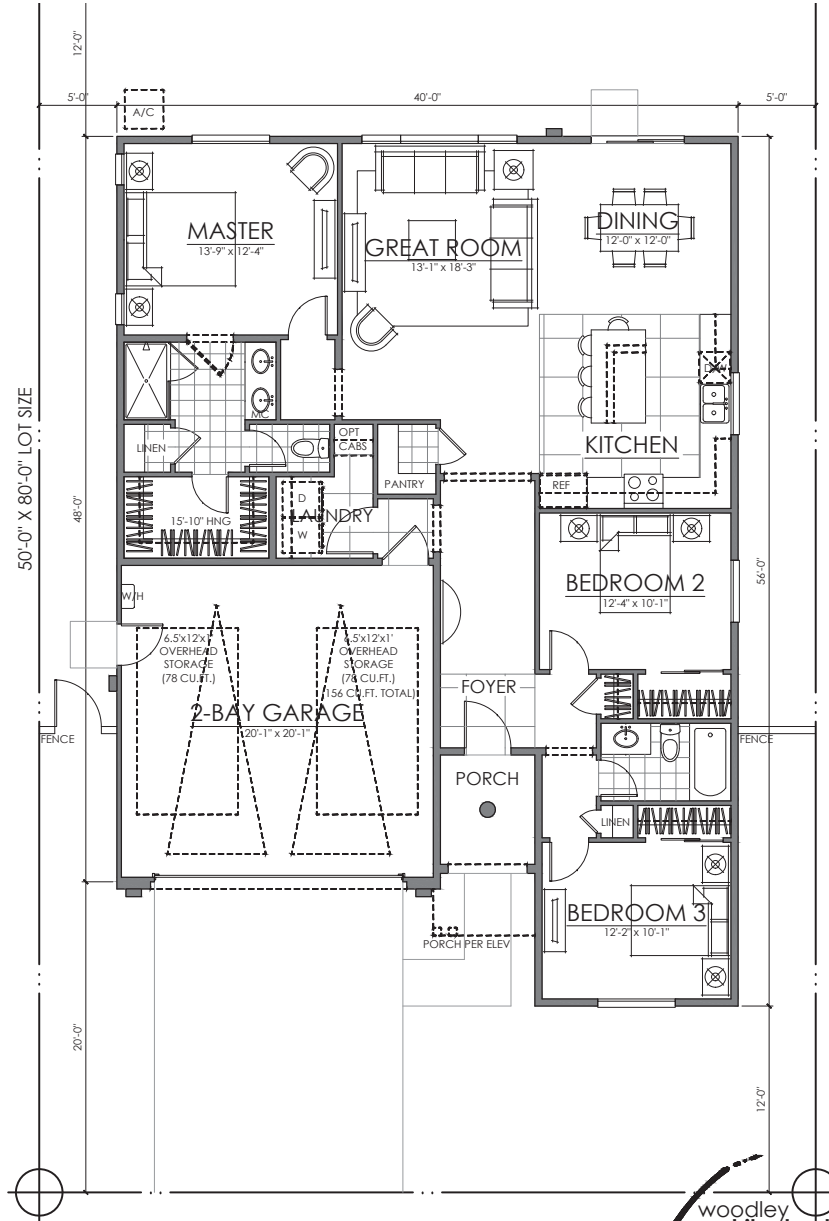 12'-0"
5'-0"
40'-0"
5'-0"
A/C
MASTER
13'-9" x 12'-4"
GREAT ROOM
13'-1" x 18'-3"
DINING
12'-0" x 12'-0"
50'-0" X 80'-0" LOT SIZE
48'-0"
56'-0"
MC
D/W
LINEN
OPT
CABS
KITCHEN
PANTRY
REF
15'-10" HNG
D
LAUNDRY
W
BEDROOM 2
12'-4" x 10'-1"
W/H
6.5'x12'x1'
OVERHEAD
STORAGE
(78 CU.FT.)
6.5'x12'x1'
OVERHEAD
STORAGE
(78 CU.FT.)
(156 CU.FT. TOTAL)
2-BAY GARAGE
20'-1" x 20'-1"
FOYER
FENCE
FENCE
PORCH
LINEN
BEDROOM 3
12'-2" x 10'-1"
PORCH PER ELEV
20'-0"
12'-0"
woodley